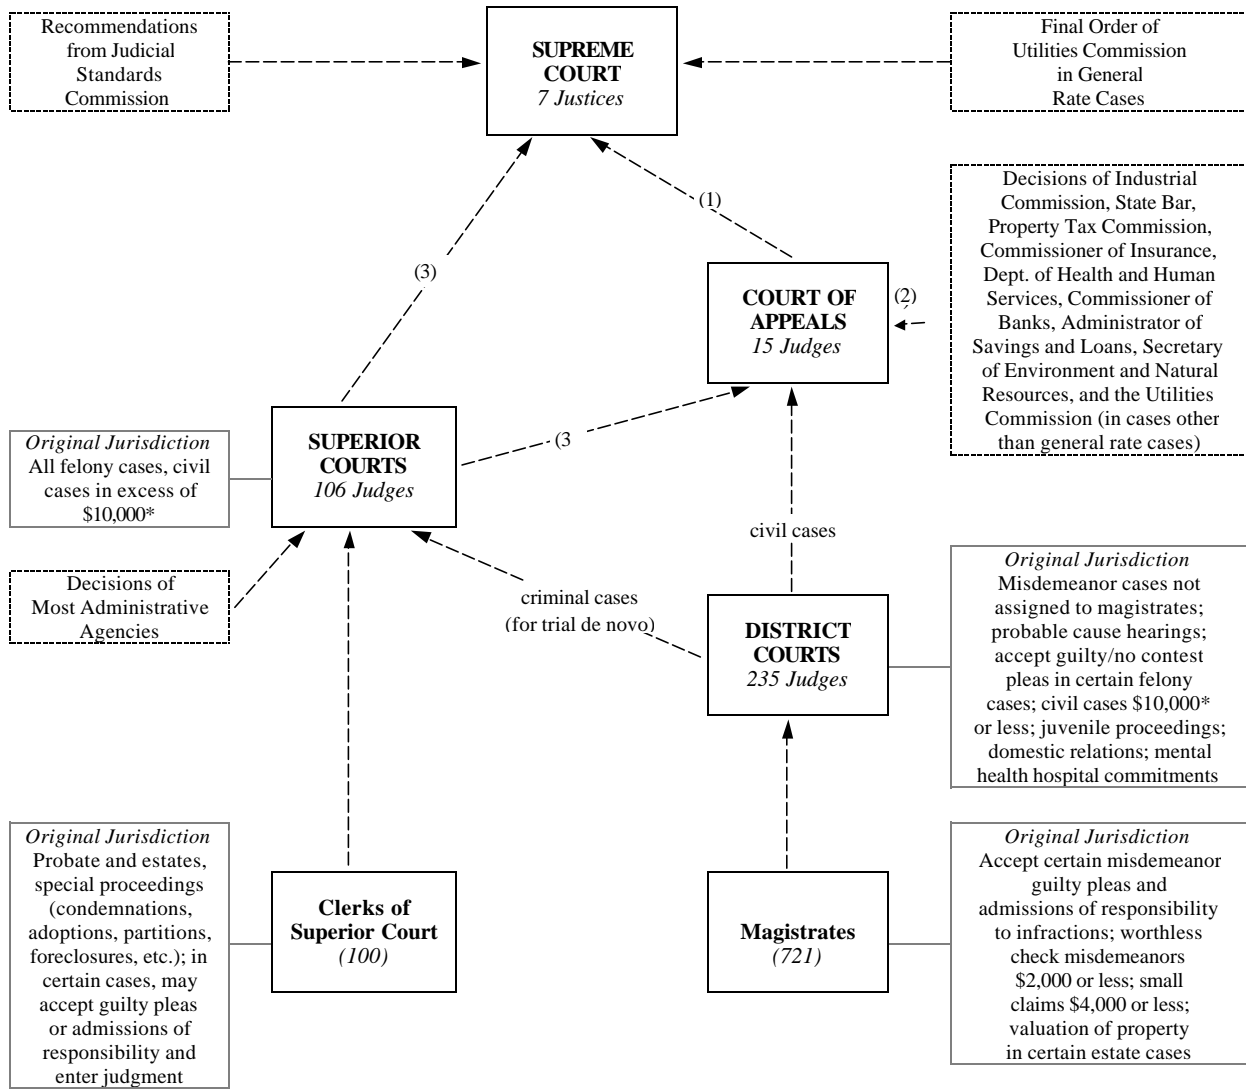 Recommendations
from Judicial
Standards
Commission
SUPREME
COURT
7 Justices
Final Order of
Utilities Commission
in General
Rate Cases
(1)
Decisions of Industrial
Commission, State Bar,
Property Tax Commission,
Commissioner of Insurance,
Dept. of Health and Human
Services, Commissioner of
Banks, Administrator of
Savings and Loans, Secretary
of Environment and Natural
Resources, and the Utilities
Commission (in cases other
than general rate cases)
(3)
COURT OF
APPEALS
15 Judges
(2)
Original Jurisdiction
All felony cases, civil
cases in excess of
$10,000*
SUPERIOR
COURTS
106 Judges
(3
civil cases
Decisions of
Most Administrative
Agencies
criminal cases
(for trial de novo)
DISTRICT
COURTS
235 Judges
Original Jurisdiction
Misdemeanor cases not
assigned to magistrates;
probable cause hearings;
accept guilty/no contest
pleas in certain felony
cases; civil cases $10,000*
or less; juvenile proceedings;
domestic relations; mental
health hospital commitments
Original Jurisdiction
Probate and estates,
special proceedings
(condemnations,
adoptions, partitions,
foreclosures, etc.); in
certain cases, may
accept guilty pleas
or admissions of
responsibility and
enter judgment
Clerks of
Superior Court
(100)
Magistrates
(721)
Original Jurisdiction
Accept certain misdemeanor
guilty pleas and
admissions of responsibility
to infractions; worthless
check misdemeanors
$2,000 or less; small
claims $4,000 or less;
valuation of property
in certain estate cases